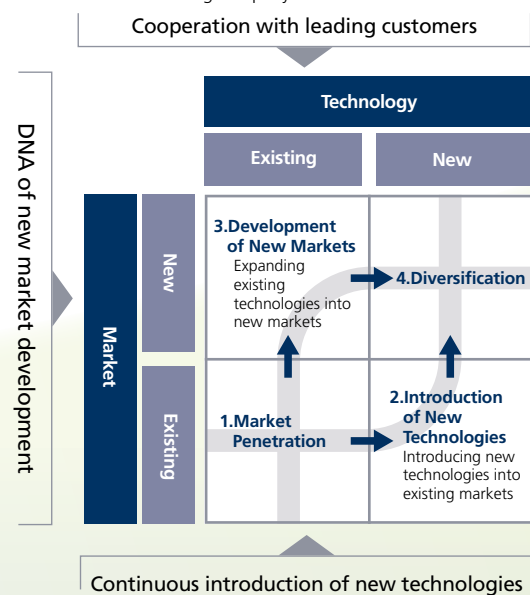 Cooperation with leading customers
DNA of new market development
Technology
Existing
New
Market
New
Existing
3.Development
of New Markets
Expanding
existing
technologies into
new markets
4.Diversification
1.Market
Penetration
2.Introduction
of New
Technologies
Introducing new
technologies into
existing markets
Continuous introduction of new technologies